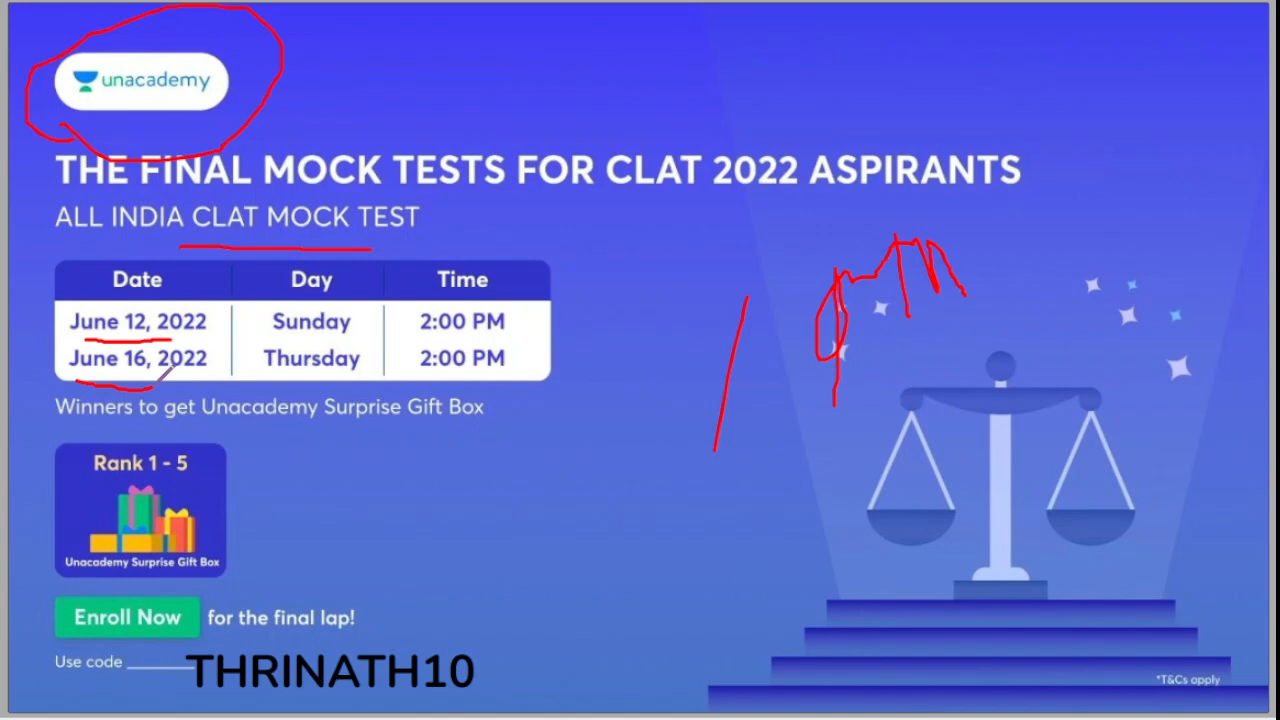 unacademy
THE FINAL MOCK TESTS FOR CLAT 2022 ASPIRANTS
ALL INDIA CLAT MOCK TEST
Date Day Time
June 12, 2022 Sunday 2:00 PM
June 16, 2022 Thursday 2:00 PM
Winners to get Unacademy Surprise Gift Box
Rank 1 - 5
Unacademy Surprise Gift Box
Enroll Now for the final lap!
Use code ________ THRINATH10
*T&Cs apply